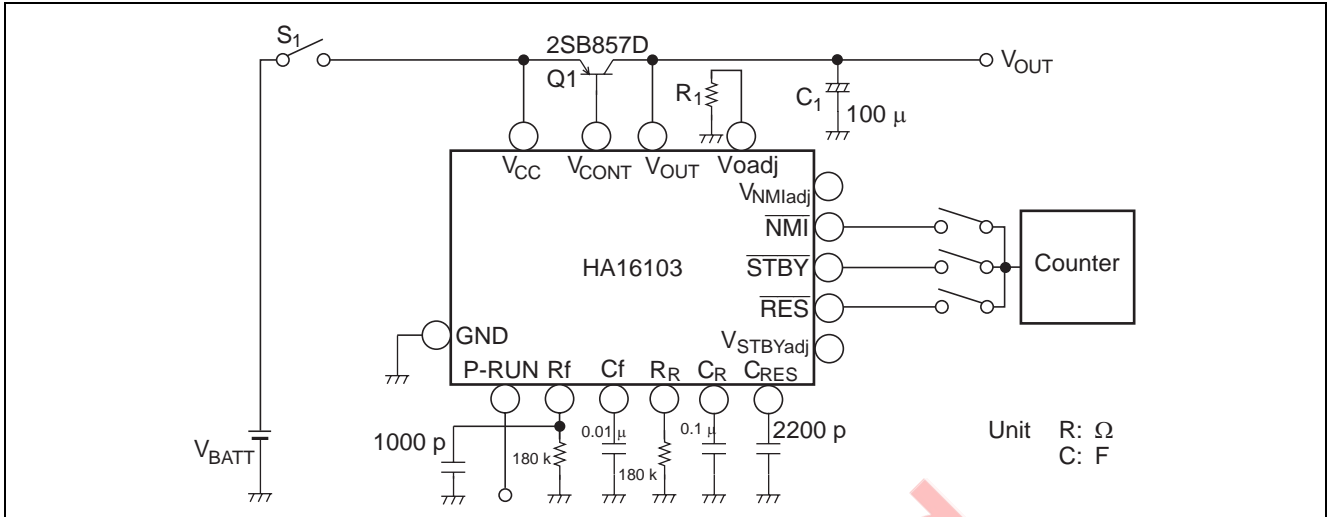 S1
2SB857D
Q1
R1
C1
100 μ
VOUT
VCC
VCONT
VOUT
Voadj
VNMIadj
NMI
STBY
RES
VSTBYadj
HA16103
Counter
GND
P-RUN
Rf
Cf
RR
CR
CRES
1000 p
180 k
0.01 μ
180 k
0.1 μ
2200 p
VBATT
Unit R: Ω
C: F